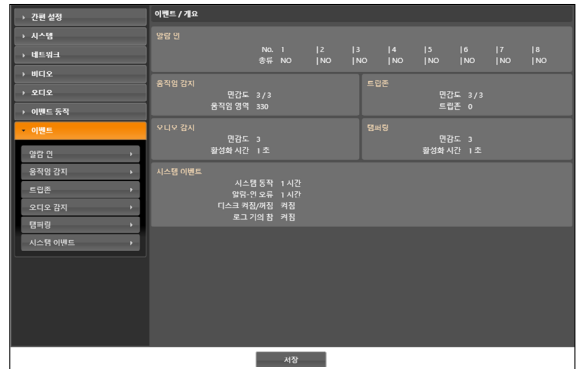 간편 설정
시스템
네트워크
비디오
오디오
이벤트 동작
이벤트
알람 인
움직임 감지
트립존
오디오 감지
탬퍼링
시스템 이벤트
이벤트 / 개요
알람 인
No. 1 |2 |3 |4 |5 |6 |7 |8
종류 NO |NO |NO |NO |NO |NO |NO |NO
움직임 감지
민감도 3 / 3
움직임 영역 330
트립존
민감도 3 / 3
트립존 0
오디오 감지
민감도 3
활성화 시간 1 초
탬퍼링
민감도 3
활성화 시간 1 초
시스템 이벤트
시스템 동작 1 시간
알람-인 오류 1 시간
디스크 켜짐/꺼짐 켜짐
로그 거의 참 켜짐
저장